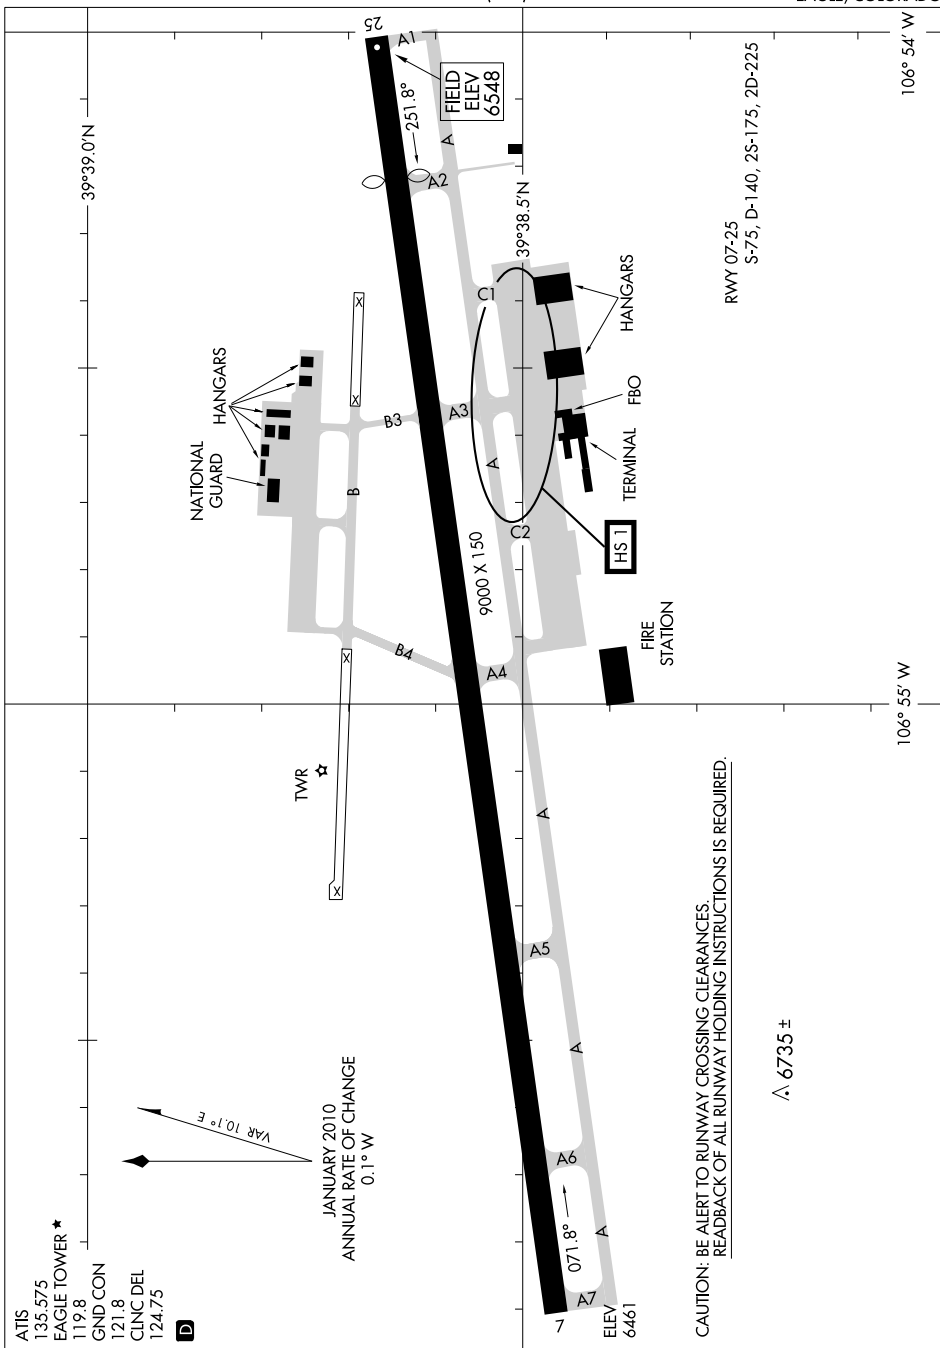 EAGLE, COLORADO
ATIS
135.575
EAGLE TOWER ★
119.8
GND CON
121.8
CLNC DEL
124.75
D
VAR 10.1° E
JANUARY 2010
ANNUAL RATE OF CHANGE
0.1° W
39°39.0'N
39°38.5'N
106° 54' W
106° 55' W
25
A1
FIELD
ELEV
6548
251.8°
A
A2
C1
HANGARS
HANGARS
NATIONAL
GUARD
X
X
B3
B
A3
A
FBO
TERMINAL
C2
HS 1
9000 X 150
B4
A4
X
X
TWR
FIRE
STATION
A
A5
A
A6
071.8°
A
A7
7
ELEV
6461
RWY 07-25
S-75, D-140, 2S-175, 2D-225
CAUTION: BE ALERT TO RUNWAY CROSSING CLEARANCES.
READBACK OF ALL RUNWAY HOLDING INSTRUCTIONS IS REQUIRED.
6735 ±